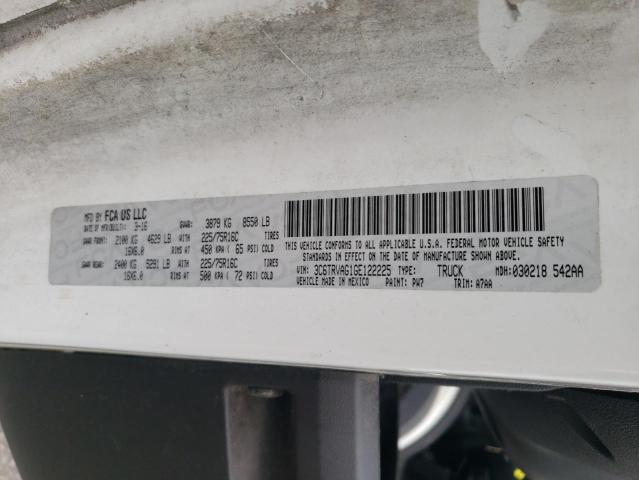 MFD BY FCA US LLC
DATE OF MFR/BUILT: 3-16 GVWR: 3879 KG 8550 LB
GAWR FRONT: 2100 KG 4629 LB WITH 225/75R16C TIRES
16X6.0 RIMS AT 450 KPA ( 65 PSI COLD
GAWR REAR: 2400 KG 5291 LB WITH 225/75R16C TIRES
16X6.0 RIMS AT 500 KPA ( 72 PSI COLD
THIS VEHICLE CONFORMS TO ALL APPLICABLE U.S.A. FEDERAL MOTOR VEHICLE SAFETY
STANDARDS IN EFFECT ON THE DATE OF MANUFACTURE SHOWN ABOVE.
VIN: 3C6TRVAG1GE122225 TYPE: TRUCK MDH: 030218 542AA
VEHICLE MADE IN MEXICO PAINT: PW7 TRIM: A7AA